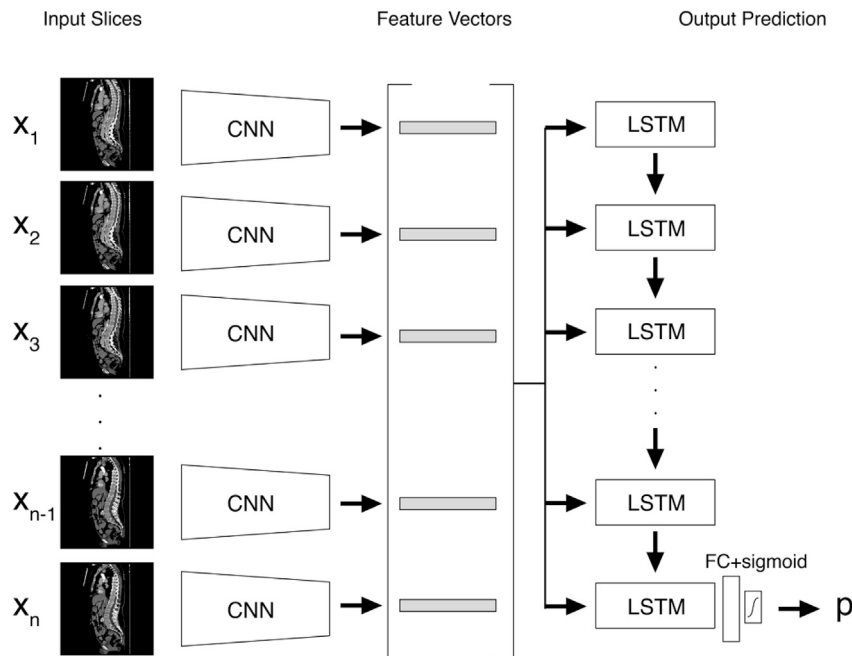 Input Slices Feature Vectors Output Prediction
x1 CNN LSTM
x2 CNN LSTM
x3 CNN LSTM
xn-1 CNN LSTM
FC+sigmoid
xn CNN LSTM p